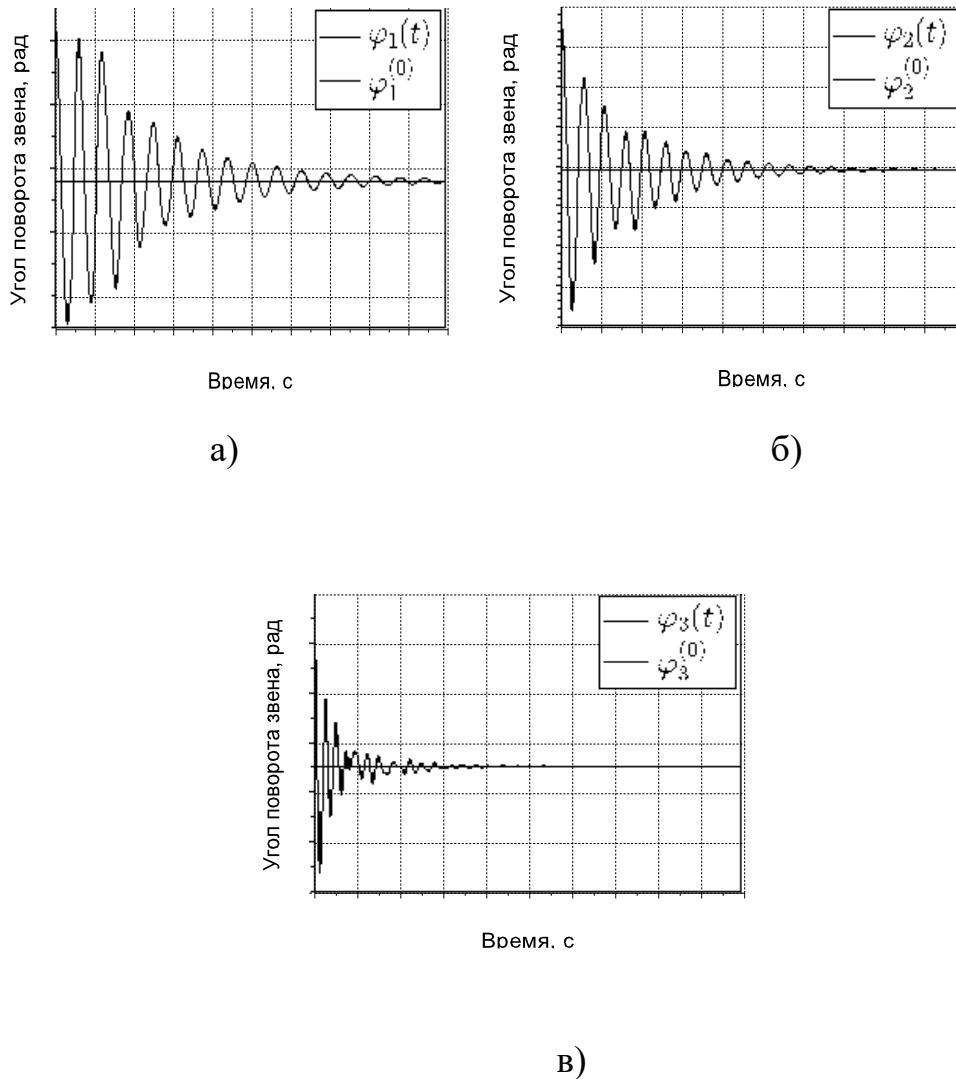 Угол поворота звена, рад
φ₁(t)
φ₁⁽⁰⁾
Время, с
а)
Угол поворота звена, рад
φ₂(t)
φ₂⁽⁰⁾
Время, с
б)
Угол поворота звена, рад
φ₃(t)
φ₃⁽⁰⁾
Время, с
в)